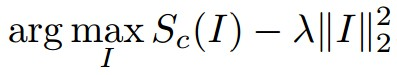 arg max_I S_c(I) − λ‖I‖_2^2